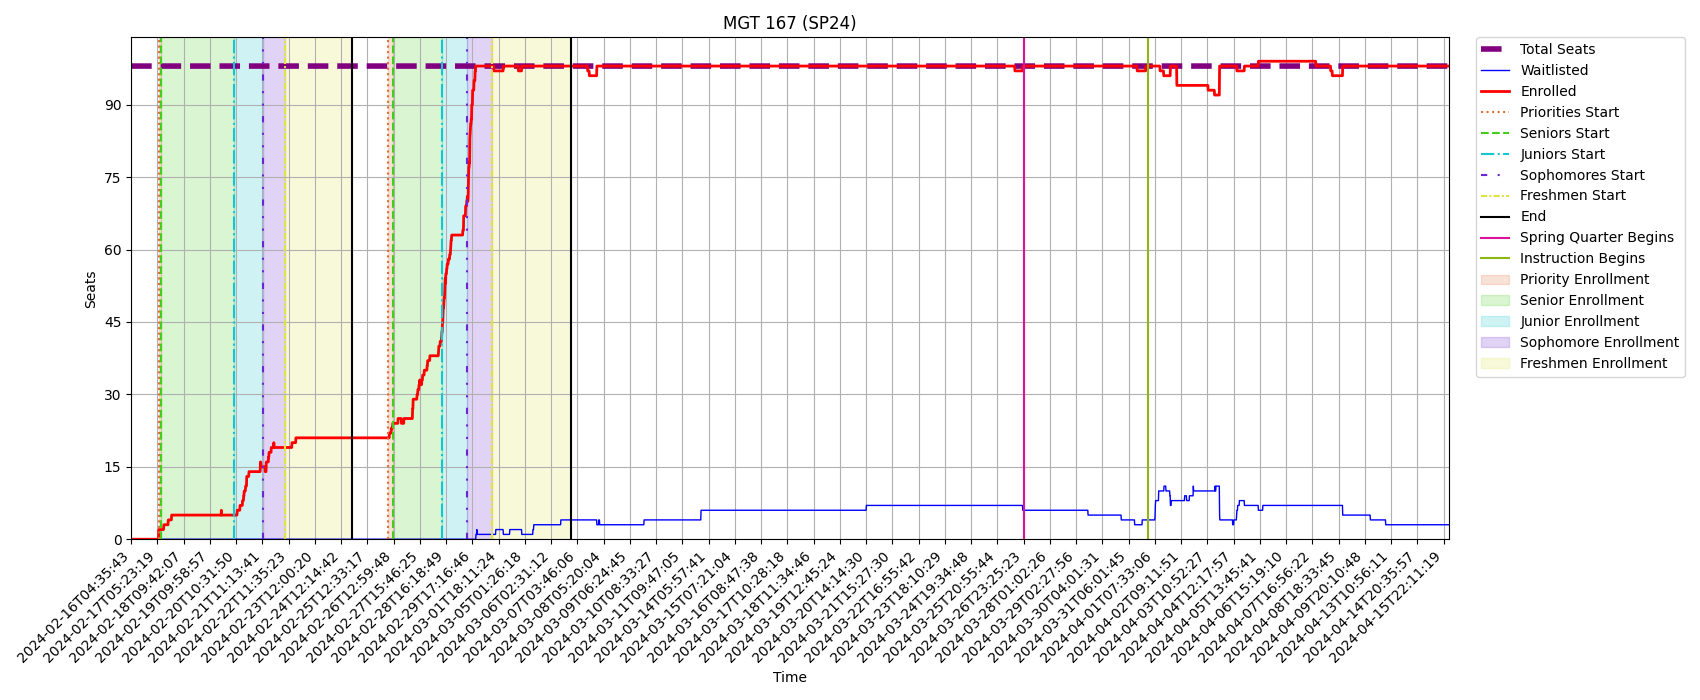 MGT 167 (SP24)
Seats
90
75
60
45
30
15
0
2024-02-16T04:35:43
2024-02-17T05:23:19
2024-02-18T09:42:07
2024-02-19T09:58:57
2024-02-20T10:31:50
2024-02-21T11:13:41
2024-02-22T11:35:23
2024-02-23T12:00:20
2024-02-24T12:14:42
2024-02-25T12:33:17
2024-02-26T12:59:48
2024-02-27T15:46:25
2024-02-28T16:18:49
2024-02-29T17:16:46
2024-03-01T18:11:24
2024-03-05T01:26:18
2024-03-06T02:31:12
2024-03-07T03:46:06
2024-03-08T05:20:04
2024-03-09T06:24:45
2024-03-10T08:33:27
2024-03-11T09:47:05
2024-03-14T05:57:41
2024-03-15T07:21:04
2024-03-16T08:47:38
2024-03-17T10:28:18
2024-03-18T11:34:46
2024-03-19T12:45:24
2024-03-20T14:14:30
2024-03-21T15:27:30
2024-03-22T16:55:42
2024-03-23T18:10:29
2024-03-24T19:34:48
2024-03-25T20:55:44
2024-03-26T23:25:23
2024-03-28T01:02:26
2024-03-29T02:27:56
2024-03-30T04:01:31
2024-03-31T06:01:45
2024-04-01T07:33:06
2024-04-02T09:11:51
2024-04-03T10:52:27
2024-04-04T12:17:57
2024-04-05T13:45:41
2024-04-06T15:19:10
2024-04-07T16:56:22
2024-04-08T18:33:45
2024-04-09T20:10:48
2024-04-13T10:56:11
2024-04-14T20:35:57
2024-04-15T22:11:19
Time
Total Seats
Waitlisted
Enrolled
Priorities Start
Seniors Start
Juniors Start
Sophomores Start
Freshmen Start
End
Spring Quarter Begins
Instruction Begins
Priority Enrollment
Senior Enrollment
Junior Enrollment
Sophomore Enrollment
Freshmen Enrollment